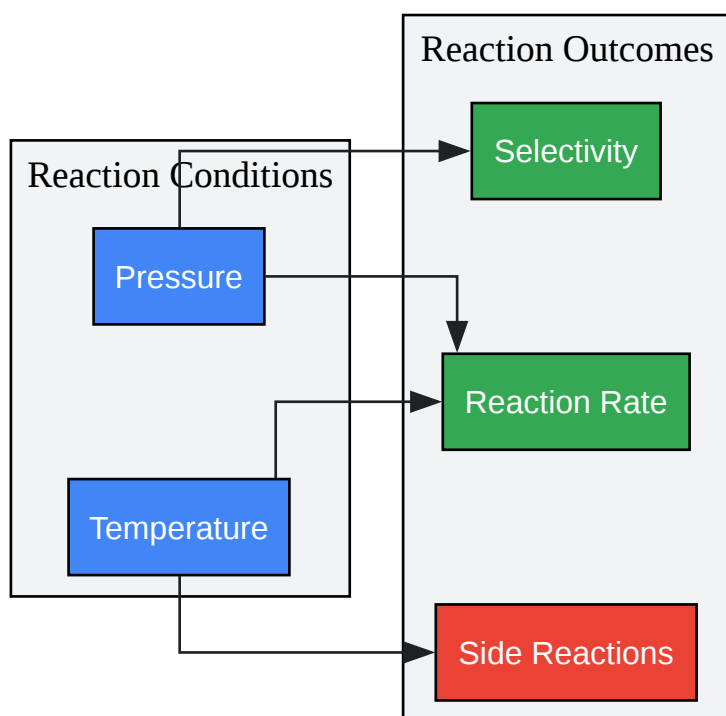 Reaction Outcomes
Selectivity
Reaction Conditions
Pressure
Reaction Rate
Temperature
Side Reactions